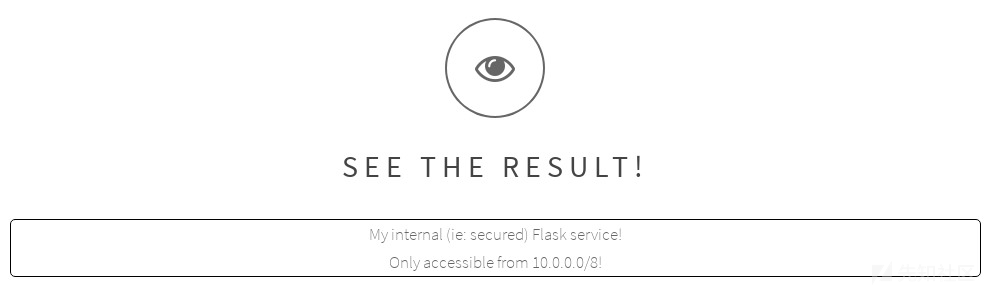 SEE THE RESULT!
My internal (ie: secured) Flask service!
Only accessible from 10.0.0.0/8!